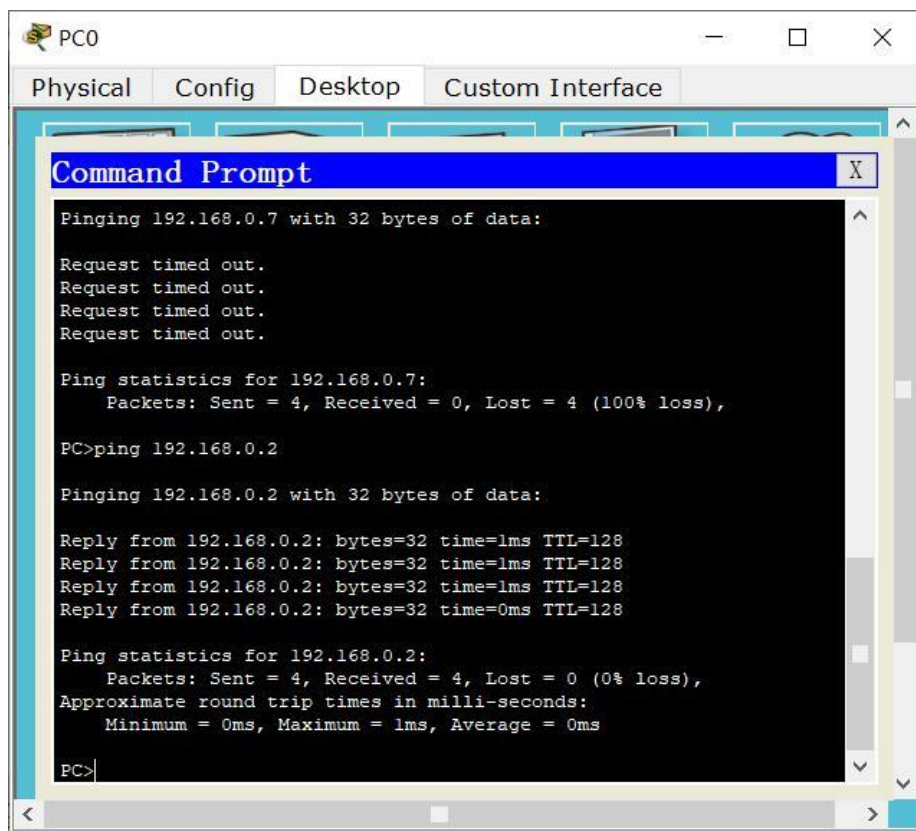 PC0
Physical Config Desktop Custom Interface
Command Prompt X
Pinging 192.168.0.7 with 32 bytes of data:
Request timed out.
Request timed out.
Request timed out.
Request timed out.
Ping statistics for 192.168.0.7:
Packets: Sent = 4, Received = 0, Lost = 4 (100% loss),
PC>ping 192.168.0.2
Pinging 192.168.0.2 with 32 bytes of data:
Reply from 192.168.0.2: bytes=32 time=1ms TTL=128
Reply from 192.168.0.2: bytes=32 time=1ms TTL=128
Reply from 192.168.0.2: bytes=32 time=1ms TTL=128
Reply from 192.168.0.2: bytes=32 time=0ms TTL=128
Ping statistics for 192.168.0.2:
Packets: Sent = 4, Received = 4, Lost = 0 (0% loss),
Approximate round trip times in milli-seconds:
Minimum = 0ms, Maximum = 1ms, Average = 0ms
PC>